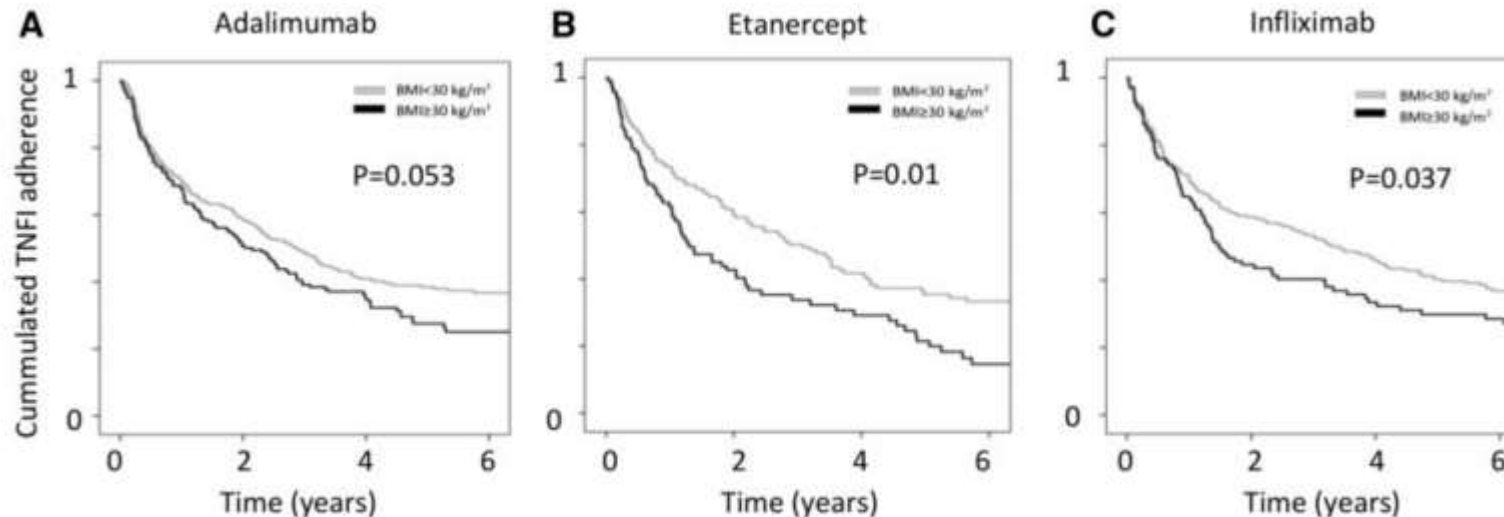 A
Adalimumab
Cummulated TNFI adherence
1
0
BMI<30 kg/m²
BMI≥30 kg/m²
P=0.053
0 2 4 6
Time (years)
B
Etanercept
1
0
BMI<30 kg/m²
BMI≥30 kg/m²
P=0.01
0 2 4 6
Time (years)
C
Infliximab
1
0
BMI<30 kg/m²
BMI≥30 kg/m²
P=0.037
0 2 4 6
Time (years)